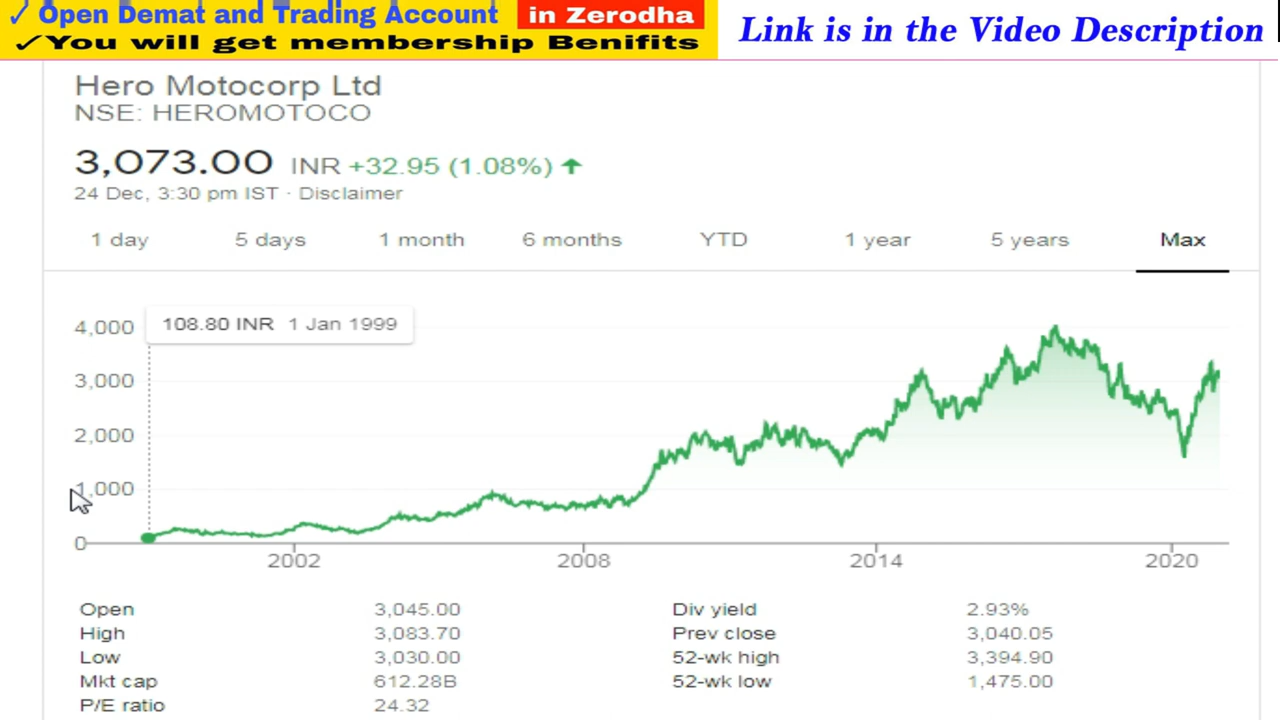 ✓ Open Demat and Trading Account in Zerodha
✓You will get membership Benifits
Link is in the Video Description
Hero Motocorp Ltd
NSE: HEROMOTOCO
3,073.00 INR +32.95 (1.08%) ↑
24 Dec, 3:30 pm IST · Disclaimer
1 day 5 days 1 month 6 months YTD 1 year 5 years Max
108.80 INR 1 Jan 1999
4,000
3,000
2,000
1,000
0
2002 2008 2014 2020
Open 3,045.00 Div yield 2.93%
High 3,083.70 Prev close 3,040.05
Low 3,030.00 52-wk high 3,394.90
Mkt cap 612.28B 52-wk low 1,475.00
P/E ratio 24.32